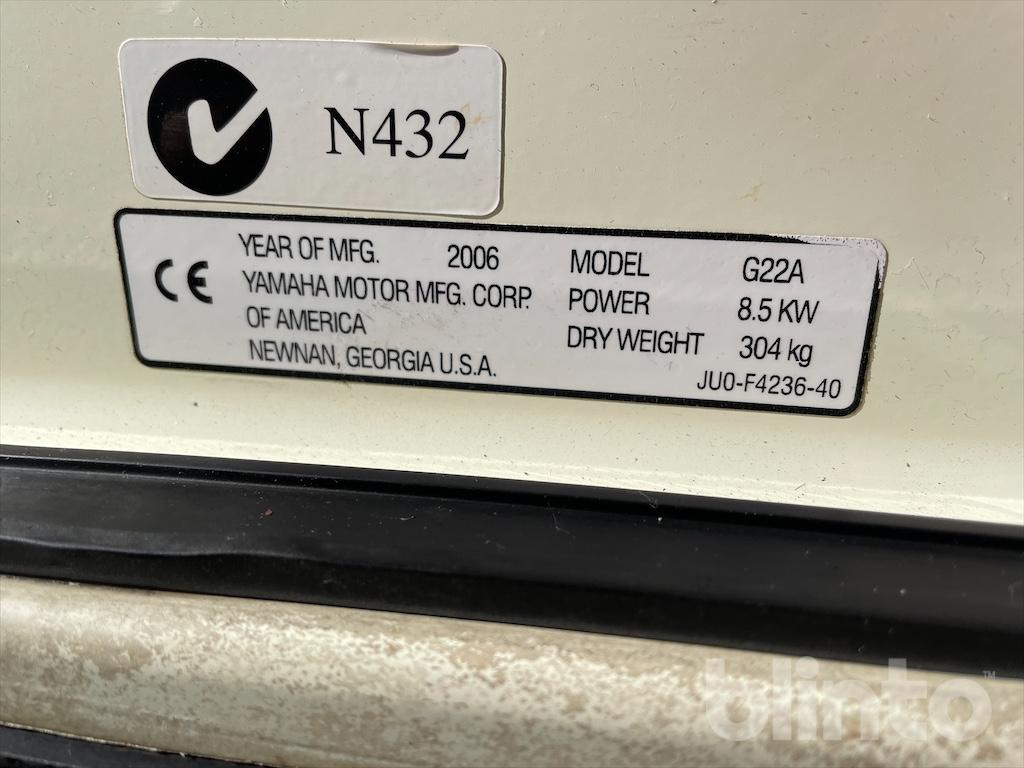 N432
CE
YEAR OF MFG. 2006
YAMAHA MOTOR MFG. CORP.
OF AMERICA
NEWNAN, GEORGIA U.S.A.
MODEL G22A
POWER 8.5 KW
DRY WEIGHT 304 kg
JU0-F4236-40
blinto™